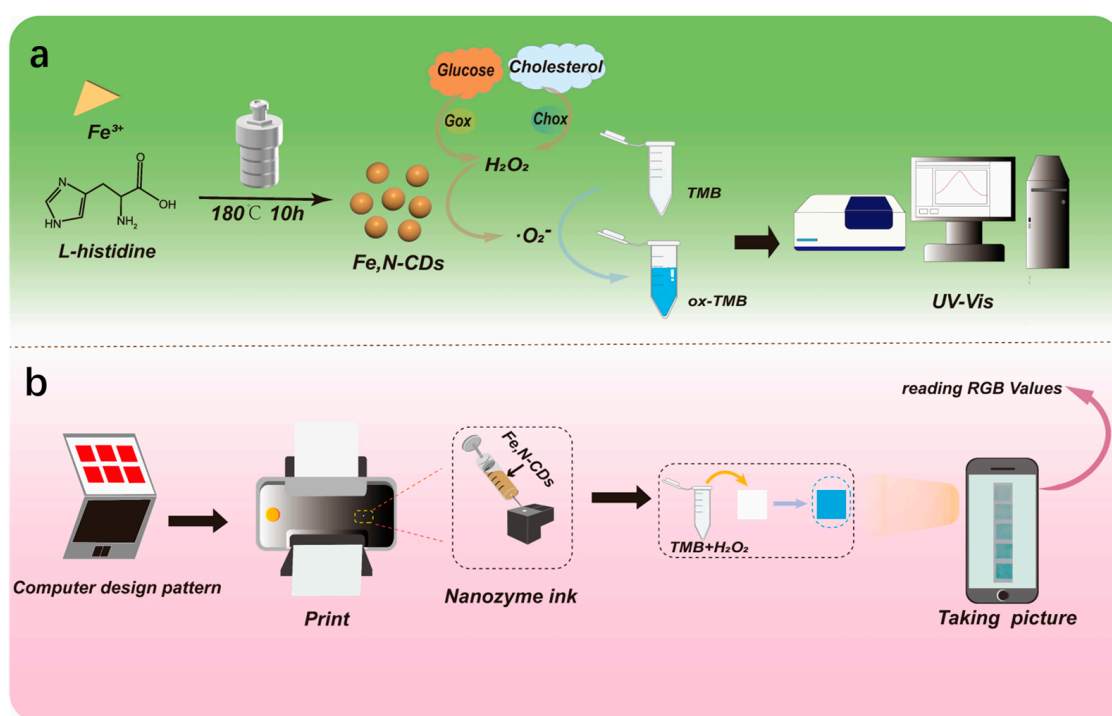 a
Glucose
Cholesterol
Fe³⁺
Gox
Chox
H₂O₂
TMB
N
HN
O
OH
NH₂
180℃ 10h
L-histidine
Fe,N-CDs
·O₂⁻
ox-TMB
UV-Vis
b
reading RGB Values
Fe,N-CDs
TMB+H₂O₂
Computer design pattern
Print
Nanozyme ink
Taking picture